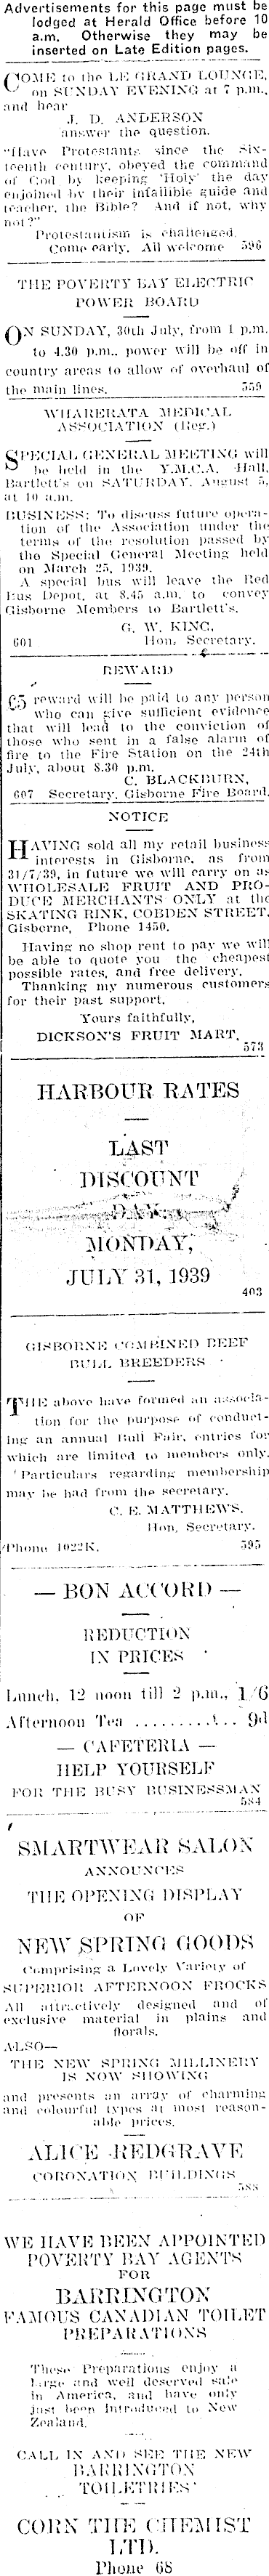 Advertisements for this page must be
lodged at Herald Office before 10
a.m. Otherwise they may be
inserted on Late Edition pages.
COME to the LE GRAND LOUNGE,
on SUNDAY EVENING at 7 p.m.,
and hear
J. D. ANDERSON
answer the question,
"Have Protestants, since the Six-
teenth century, obeyed the command
of God by keeping 'Holy' the day
enjoined by their infallible guide and
teacher, the Bible? And if not, why
not?"
Protestantism is challenged.
Come early. All welcome 596
THE POVERTY BAY ELECTRIC
POWER BOARD
ON SUNDAY, 30th July, from 1 p.m.
to 4.30 p.m., power will be off in
country areas to allow of overhaul of
the main lines. 559
WHARERATA MEDICAL
ASSOCIATION (Reg.)
SPECIAL GENERAL MEETING will
be held in the Y.M.C.A. Hall,
Bartlett's on SATURDAY, August 5,
at 10 a.m.
BUSINESS: To discuss future opera-
tion of the Association under the
terms of the resolution passed by
the Special General Meeting held
on March 25, 1939.
A special bus will leave the Red
Bus Depot, at 8.45 a.m. to convey
Gisborne Members to Bartlett's.
G. W. KING,
601 Hon. Secretary.
REWARD
£5 reward will be paid to any person
who can give sufficient evidence
that will lead to the conviction of
those who sent in a false alarm of
fire to the Fire Station on the 24th
July, about 8.30 p.m.
C. BLACKBURN,
607 Secretary, Gisborne Fire Board.
NOTICE
HAVING sold all my retail business
interests in Gisborne, as from
31/7/39, in future we will carry on as
WHOLESALE FRUIT AND PRO-
DUCE MERCHANTS ONLY at the
SKATING RINK, COBDEN STREET,
Gisborne, Phone 1450.
Having no shop rent to pay we will
be able to quote you the cheapest
possible rates, and free delivery.
Thanking my numerous customers
for their past support,
Yours faithfully,
DICKSON'S FRUIT MART,
573
HARBOUR RATES
LAST
DISCOUNT
DAY,
MONDAY,
JULY 31, 1939
403
GISBORNE COMBINED BEEF
BULL BREEDERS
THE above have formed an associa-
tion for the purpose of conduct-
ing an annual Bull Fair, entries for
which are limited to members only.
Particulars regarding membership
may be had from the secretary.
C. E. MATTHEWS,
Hon. Secretary.
Phone 1022K. 595
— BON ACCORD —
REDUCTION
IN PRICES
Lunch, 12 noon till 2 p.m., 1/6
Afternoon Tea ............ 9d
— CAFETERIA —
HELP YOURSELF
FOR THE BUSY BUSINESSMAN
584
SMARTWEAR SALON
ANNOUNCES
THE OPENING DISPLAY
OF
NEW SPRING GOODS
Comprising a Lovely Variety of
SUPERIOR AFTERNOON FROCKS
All attractively designed and of
exclusive material in plains and
florals.
ALSO—
THE NEW SPRING MILLINERY
IS NOW SHOWING
and presents an array of charming
and colourful types at most reason-
able prices.
ALICE REDGRAVE
CORONATION BUILDINGS
588
WE HAVE BEEN APPOINTED
POVERTY BAY AGENTS
FOR
BARRINGTON
FAMOUS CANADIAN TOILET
PREPARATIONS
These Preparations enjoy a
large and well deserved sale
in America, and have only
just been Introduced to New
Zealand.
CALL IN AND SEE THE NEW
BARRINGTON
TOILETRIES
CORN THE CHEMIST
LTD.
Phone 68